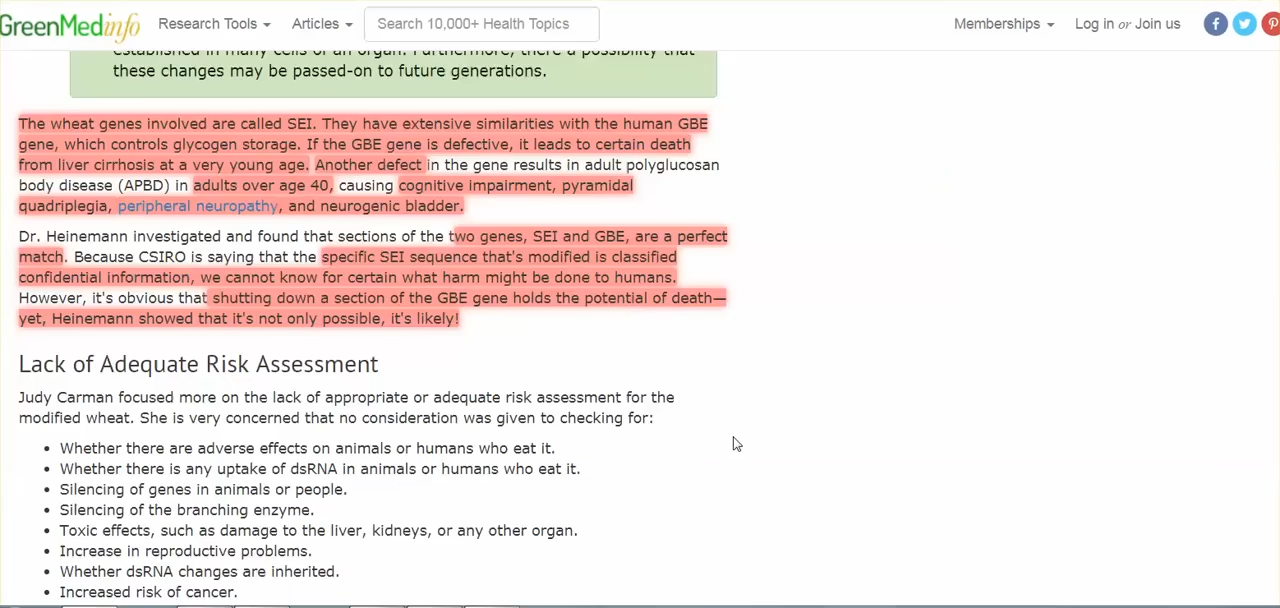 GreenMedinfo Research Tools Articles Search 10,000+ Health Topics Memberships Log in or Join us
established in many cells of an organ. Furthermore, there a possibility that
these changes may be passed-on to future generations.
The wheat genes involved are called SEI. They have extensive similarities with the human GBE
gene, which controls glycogen storage. If the GBE gene is defective, it leads to certain death
from liver cirrhosis at a very young age. Another defect in the gene results in adult polyglucosan
body disease (APBD) in adults over age 40, causing cognitive impairment, pyramidal
quadriplegia, peripheral neuropathy, and neurogenic bladder.
Dr. Heinemann investigated and found that sections of the two genes, SEI and GBE, are a perfect
match. Because CSIRO is saying that the specific SEI sequence that's modified is classified
confidential information, we cannot know for certain what harm might be done to humans.
However, it's obvious that shutting down a section of the GBE gene holds the potential of death—
yet, Heinemann showed that it's not only possible, it's likely!
Lack of Adequate Risk Assessment
Judy Carman focused more on the lack of appropriate or adequate risk assessment for the
modified wheat. She is very concerned that no consideration was given to checking for:
• Whether there are adverse effects on animals or humans who eat it.
• Whether there is any uptake of dsRNA in animals or humans who eat it.
• Silencing of genes in animals or people.
• Silencing of the branching enzyme.
• Toxic effects, such as damage to the liver, kidneys, or any other organ.
• Increase in reproductive problems.
• Whether dsRNA changes are inherited.
• Increased risk of cancer.